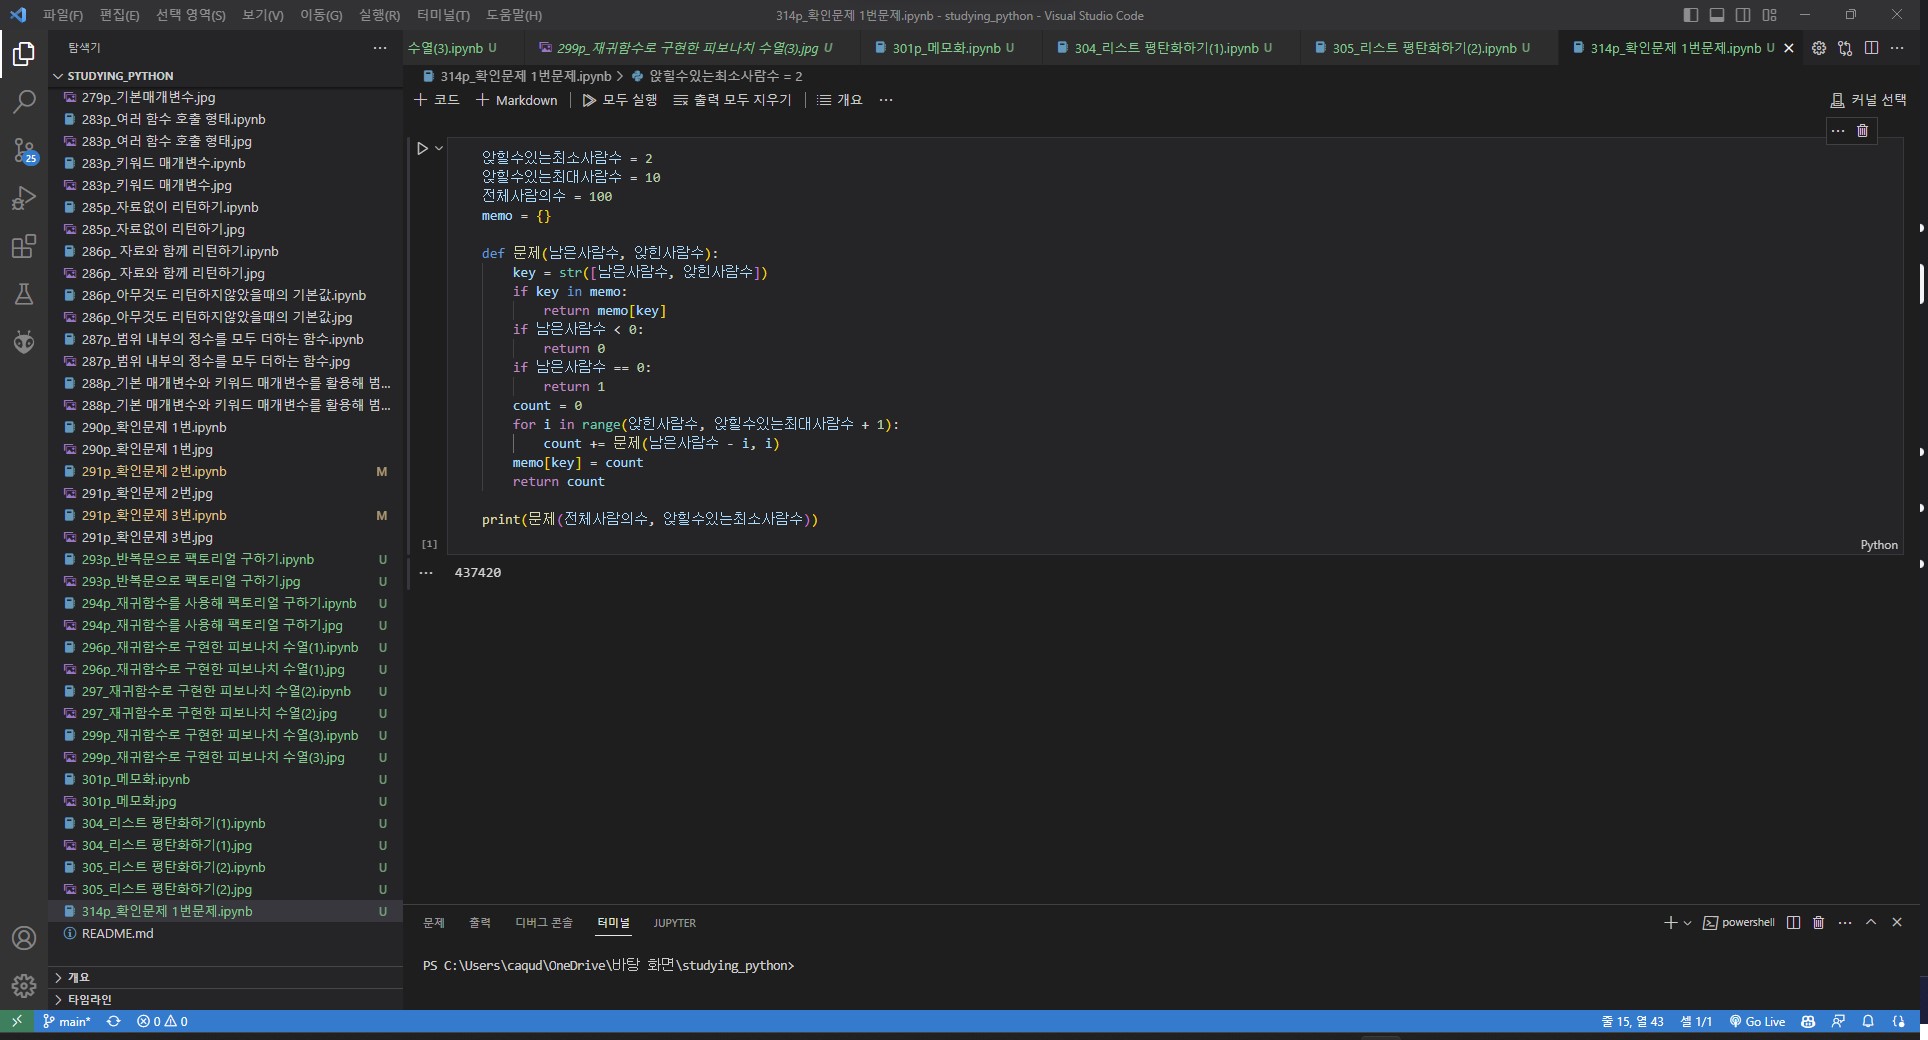 파일(F) 편집(E) 선택 영역(S) 보기(V) 이동(G) 실행(R) 터미널(T) 도움말(H)
314p_확인문제 1번문제.ipynb - studying_python - Visual Studio Code
탐색기
수열(3).ipynb U
299p_재귀함수로 구현한 피보나치 수열(3).jpg U
301p_메모화.ipynb U
304_리스트 평탄화하기(1).ipynb U
305_리스트 평탄화하기(2).ipynb U
314p_확인문제 1번문제.ipynb U
STUDYING_PYTHON
314p_확인문제 1번문제.ipynb > 앉힐수있는최소사람수 = 2
+ 코드 + Markdown 모두 실행 출력 모두 지우기 개요 ...
커널 선택
25
279p_기본매개변수.jpg
283p_여러 함수 호출 형태.ipynb
283p_여러 함수 호출 형태.jpg
283p_키워드 매개변수.ipynb
283p_키워드 매개변수.jpg
285p_자료없이 리턴하기.ipynb
285p_자료없이 리턴하기.jpg
286p_ 자료와 함께 리턴하기.ipynb
286p_ 자료와 함께 리턴하기.jpg
286p_아무것도 리턴하지않았을때의 기본값.ipynb
286p_아무것도 리턴하지않았을때의 기본값.jpg
287p_범위 내부의 정수를 모두 더하는 함수.ipynb
287p_범위 내부의 정수를 모두 더하는 함수.jpg
288p_기본 매개변수와 키워드 매개변수를 활용해 범...
288p_기본 매개변수와 키워드 매개변수를 활용해 범...
290p_확인문제 1번.ipynb
290p_확인문제 1번.jpg
291p_확인문제 2번.ipynb M
291p_확인문제 2번.jpg
291p_확인문제 3번.ipynb M
291p_확인문제 3번.jpg
293p_반복문으로 팩토리얼 구하기.ipynb U
293p_반복문으로 팩토리얼 구하기.jpg U
294p_재귀함수를 사용해 팩토리얼 구하기.ipynb U
294p_재귀함수를 사용해 팩토리얼 구하기.jpg U
296p_재귀함수로 구현한 피보나치 수열(1).ipynb U
296p_재귀함수로 구현한 피보나치 수열(1).jpg U
297_재귀함수로 구현한 피보나치 수열(2).ipynb U
297_재귀함수로 구현한 피보나치 수열(2).jpg U
299p_재귀함수로 구현한 피보나치 수열(3).ipynb U
299p_재귀함수로 구현한 피보나치 수열(3).jpg U
301p_메모화.ipynb U
301p_메모화.jpg U
304_리스트 평탄화하기(1).ipynb U
304_리스트 평탄화하기(1).jpg U
305_리스트 평탄화하기(2).ipynb U
305_리스트 평탄화하기(2).jpg U
314p_확인문제 1번문제.ipynb U
README.md
개요
타임라인
앉힐수있는최소사람수 = 2
앉힐수있는최대사람수 = 10
전체사람의수 = 100
memo = {}
def 문제(남은사람수, 앉힌사람수):
key = str([남은사람수, 앉힌사람수])
if key in memo:
return memo[key]
if 남은사람수 < 0:
return 0
if 남은사람수 == 0:
return 1
count = 0
for i in range(앉힌사람수, 앉힐수있는최대사람수 + 1):
count += 문제(남은사람수 - i, i)
memo[key] = count
return count
print(문제(전체사람의수, 앉힐수있는최소사람수))
[1]
Python
... 437420
문제 출력 디버그 콘솔 터미널 JUPYTER
powershell
PS C:\Users\caqud\OneDrive\바탕 화면\studying_python>
main* 0 0
줄 15, 열 43 셀 1/1 Go Live